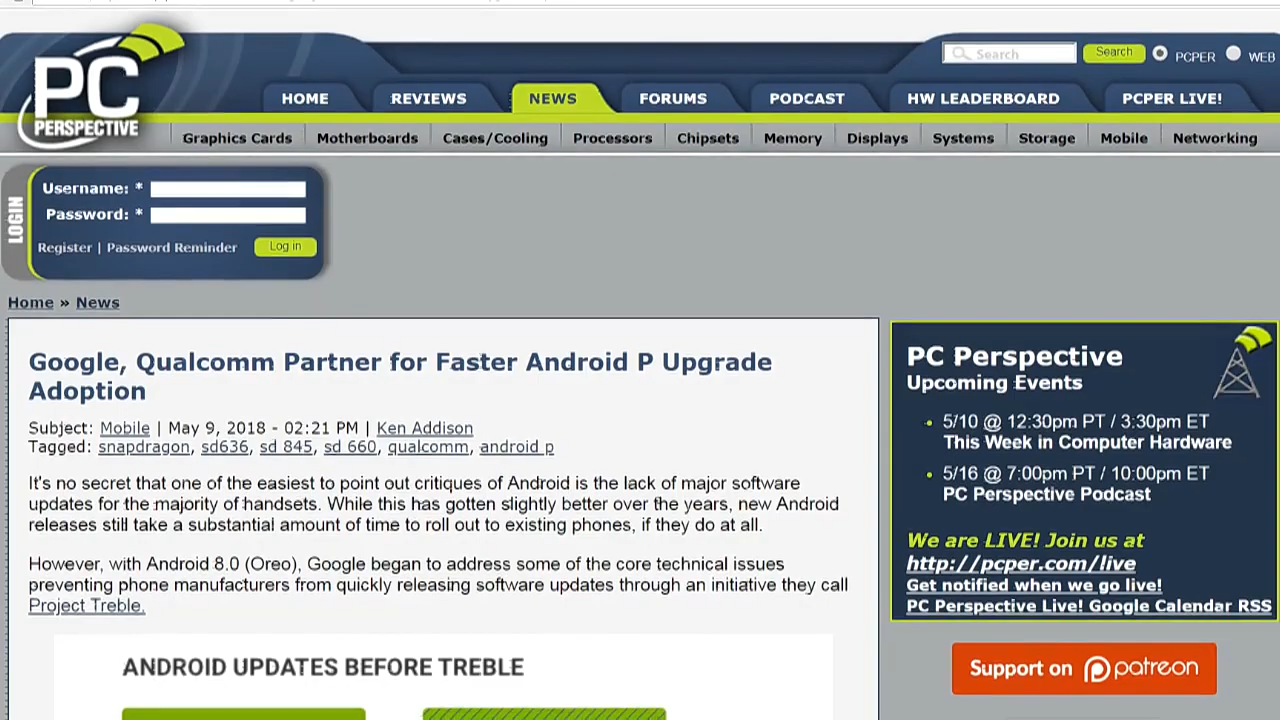 PC
PERSPECTIVE
Search
Search
PCPER
WEB
HOME
REVIEWS
NEWS
FORUMS
PODCAST
HW LEADERBOARD
PCPER LIVE!
Graphics Cards
Motherboards
Cases/Cooling
Processors
Chipsets
Memory
Displays
Systems
Storage
Mobile
Networking
LOGIN
Username: *
Password: *
Register | Password Reminder
Log in
Home » News
Google, Qualcomm Partner for Faster Android P Upgrade
Adoption
Subject: Mobile | May 9, 2018 - 02:21 PM | Ken Addison
Tagged: snapdragon, sd636, sd 845, sd 660, qualcomm, android p
It's no secret that one of the easiest to point out critiques of Android is the lack of major software
updates for the majority of handsets. While this has gotten slightly better over the years, new Android
releases still take a substantial amount of time to roll out to existing phones, if they do at all.
However, with Android 8.0 (Oreo), Google began to address some of the core technical issues
preventing phone manufacturers from quickly releasing software updates through an initiative they call
Project Treble.
ANDROID UPDATES BEFORE TREBLE
PC Perspective
Upcoming Events
5/10 @ 12:30pm PT / 3:30pm ET
This Week in Computer Hardware
5/16 @ 7:00pm PT / 10:00pm ET
PC Perspective Podcast
We are LIVE! Join us at
http://pcper.com/live
Get notified when we go live!
PC Perspective Live! Google Calendar RSS
Support on patreon